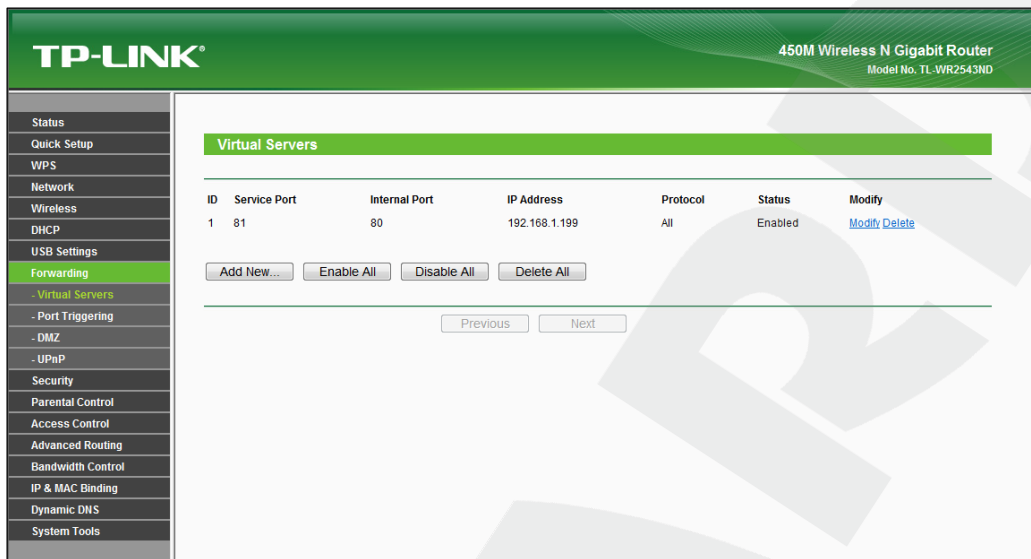 TP-LINK®
450M Wireless N Gigabit Router
Model No. TL-WR2543ND
Status
Quick Setup
WPS
Network
Wireless
DHCP
USB Settings
Forwarding
- Virtual Servers
- Port Triggering
- DMZ
- UPnP
Security
Parental Control
Access Control
Advanced Routing
Bandwidth Control
IP & MAC Binding
Dynamic DNS
System Tools
Virtual Servers
ID Service Port Internal Port IP Address Protocol Status Modify
1 81 80 192.168.1.199 All Enabled Modify Delete
Add New... Enable All Disable All Delete All
Previous Next